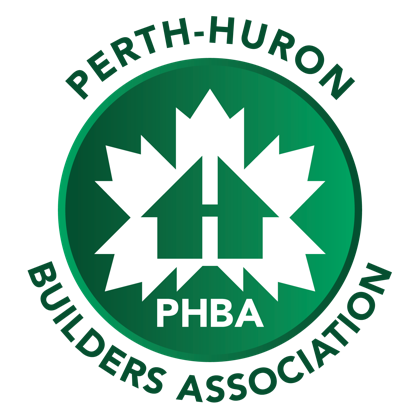 PERTH-HURON
PHBA
BUILDERS ASSOCIATION